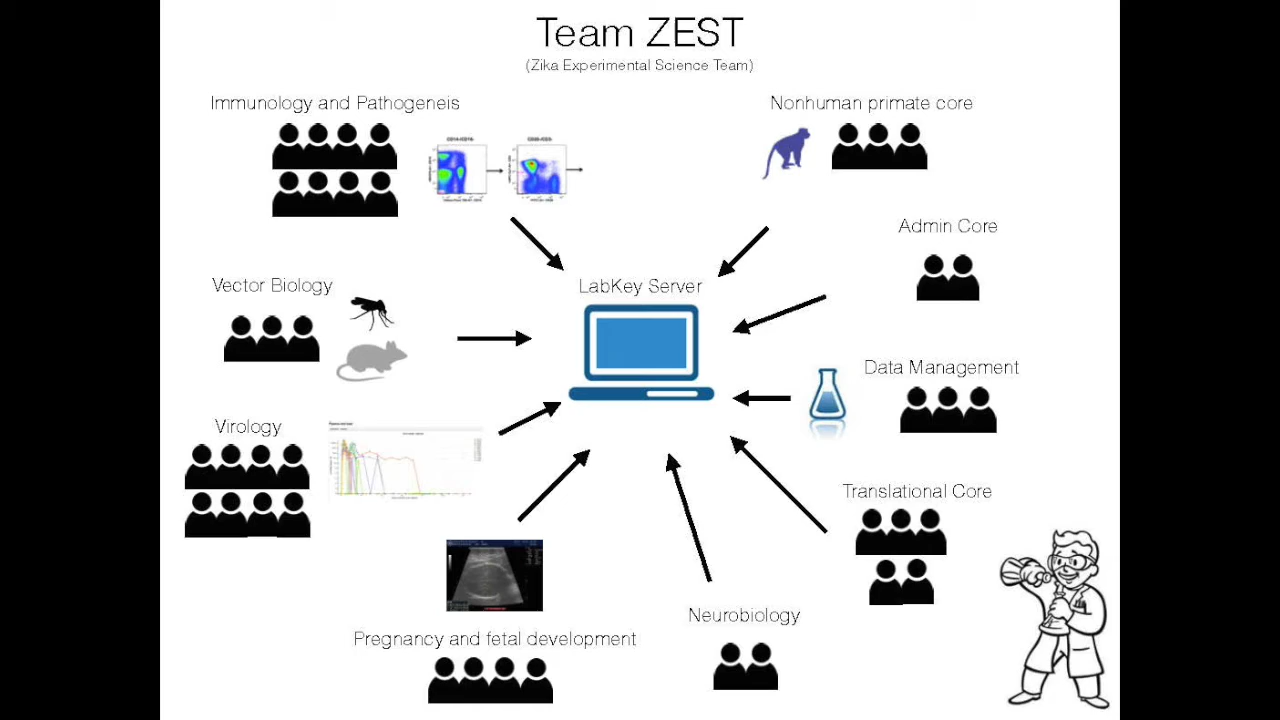 Team ZEST
(Zika Experimental Science Team)
Immunology and Pathogeneis
Nonhuman primate core
Admin Core
Vector Biology
LabKey Server
Data Management
Virology
Translational Core
Neurobiology
Pregnancy and fetal development